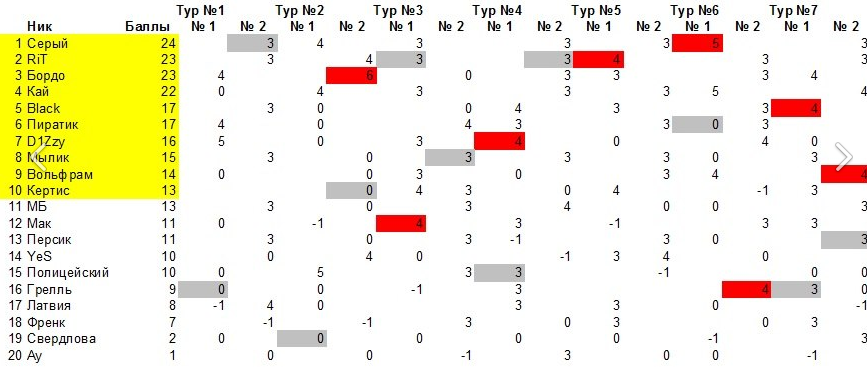 Тур №1 Тур №2 Тур №3 Тур №4 Тур №5 Тур №6 Тур №7
Ник Баллы № 1 № 2 № 1 № 2 № 1 № 2 № 1 № 2 № 1 № 2 № 1 № 2 № 1 № 2
1 Серый 24 3 4 3 3 3 5 3
2 RiT 23 3 4 3 3 4 3 3
3 Бордо 23 4 6 0 3 3 3 4
4 Кай 22 0 4 3 3 3 5 4
5 Black 17 3 0 0 4 3 3 4
6 Пиратик 17 4 0 4 3 3 0 3
7 D1Zzy 16 5 0 3 4 0 4 0
8 Мылик 15 3 0 3 3 3 0 3
9 Вольфрам 14 0 0 3 0 3 4 4
10 Кертис 13 0 4 3 0 4 -1 3
11 МБ 13 3 0 3 4 0 0 3
12 Мак 11 0 -1 4 3 -1 3 3
13 Персик 11 3 0 3 -1 3 0 3
14 YeS 10 0 4 0 -1 3 4 0
15 Полицейский 10 0 5 3 3 -1 0 0
16 Грелль 9 0 0 -1 3 4 3 0
17 Латвия 8 -1 4 0 3 3 0 -1
18 Френк 7 -1 -1 3 0 3 0 3
19 Свердлова 2 0 0 0 0 0 -1 3
20 Ау 1 0 0 -1 3 0 0 -1